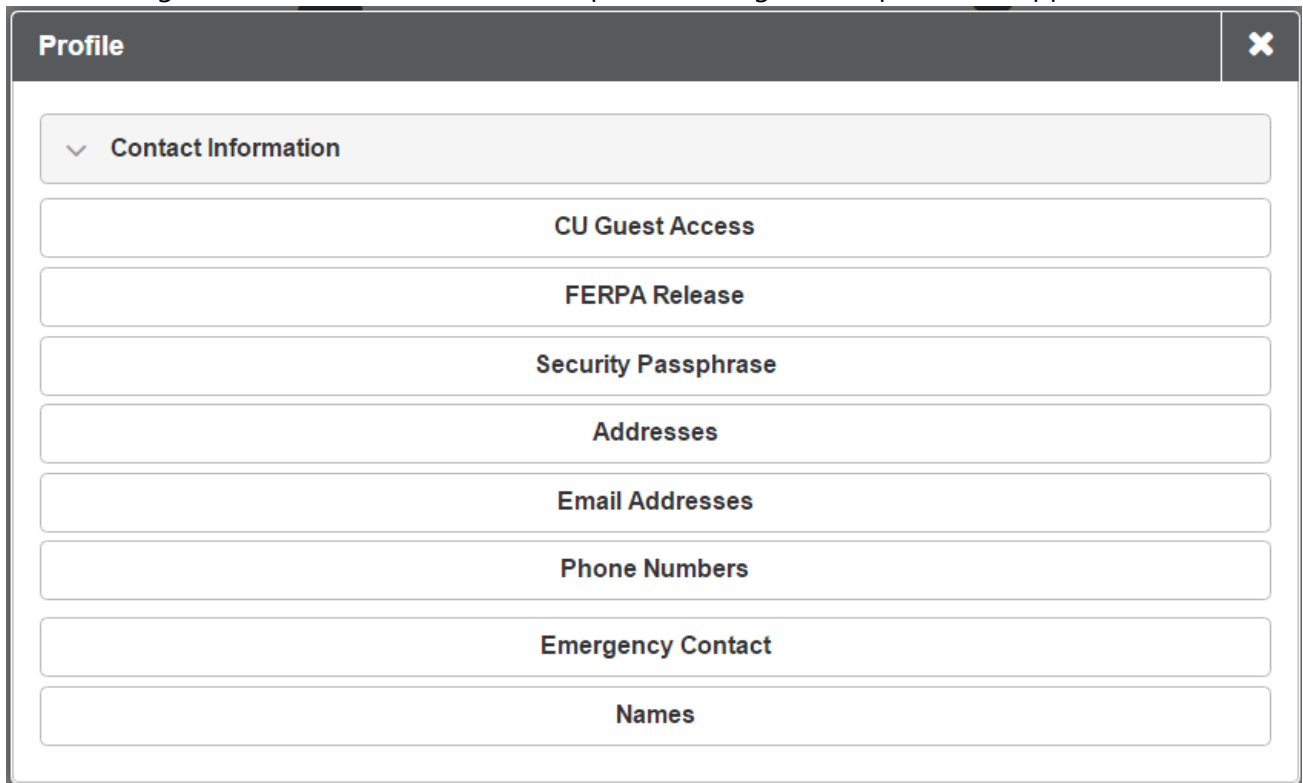 Profile
Contact Information
CU Guest Access
FERPA Release
Security Passphrase
Addresses
Email Addresses
Phone Numbers
Emergency Contact
Names